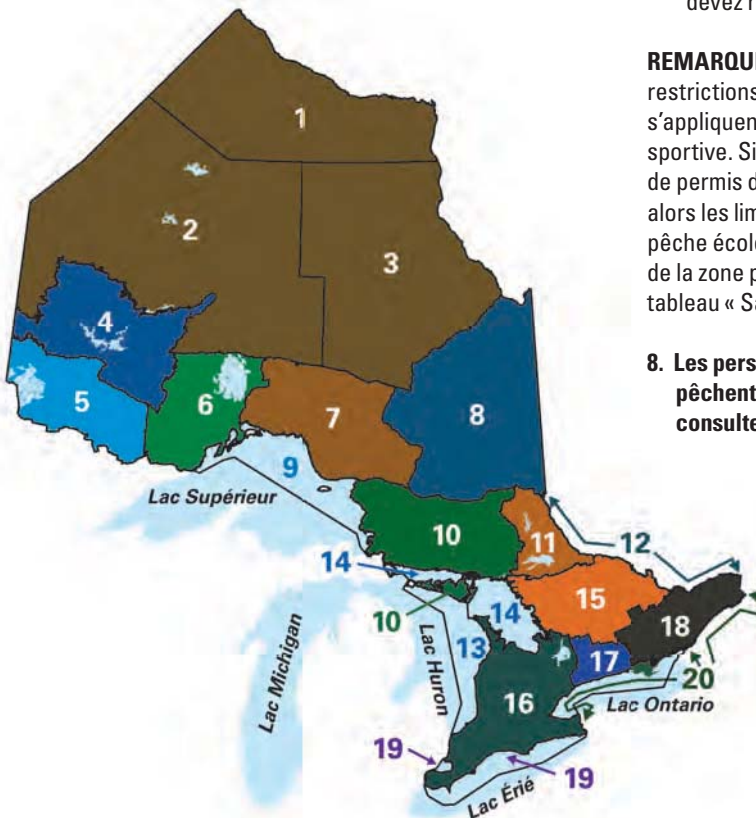 devez
REMARQU
restrictions
s'appliquen
sportive. Si
de permis d
alors les lim
pêche écolo
de la zone p
tableau « Sa
8. Les pers
pêchent
consulte
1
2
3
4
5
6
7
8
9
Lac Supérieur
10
11
12
14
10
14
15
13
18
17
20
16
Lac Michigan
Lac Huron
Lac Ontario
19
19
Lac Érié